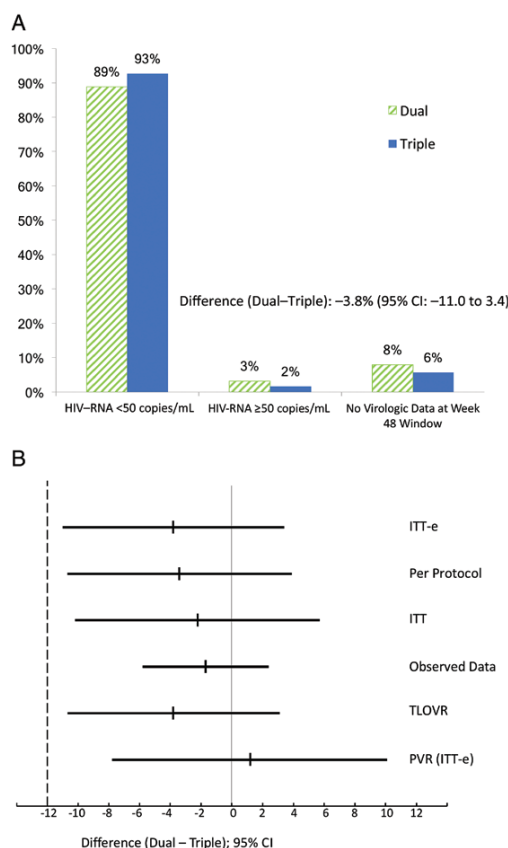 A
100%
90%
80%
70%
60%
50%
40%
30%
20%
10%
0%
89%
93%
Dual
Triple
Difference (Dual–Triple): –3.8% (95% CI: –11.0 to 3.4)
3%
2%
8%
6%
HIV–RNA <50 copies/mL
HIV-RNA ≥50 copies/mL
No Virologic Data at Week
48 Window
B
ITT-e
Per Protocol
ITT
Observed Data
TLOVR
PVR (ITT-e)
-12 -10 -8 -6 -4 -2 0 2 4 6 8 10 12
Difference (Dual – Triple); 95% CI